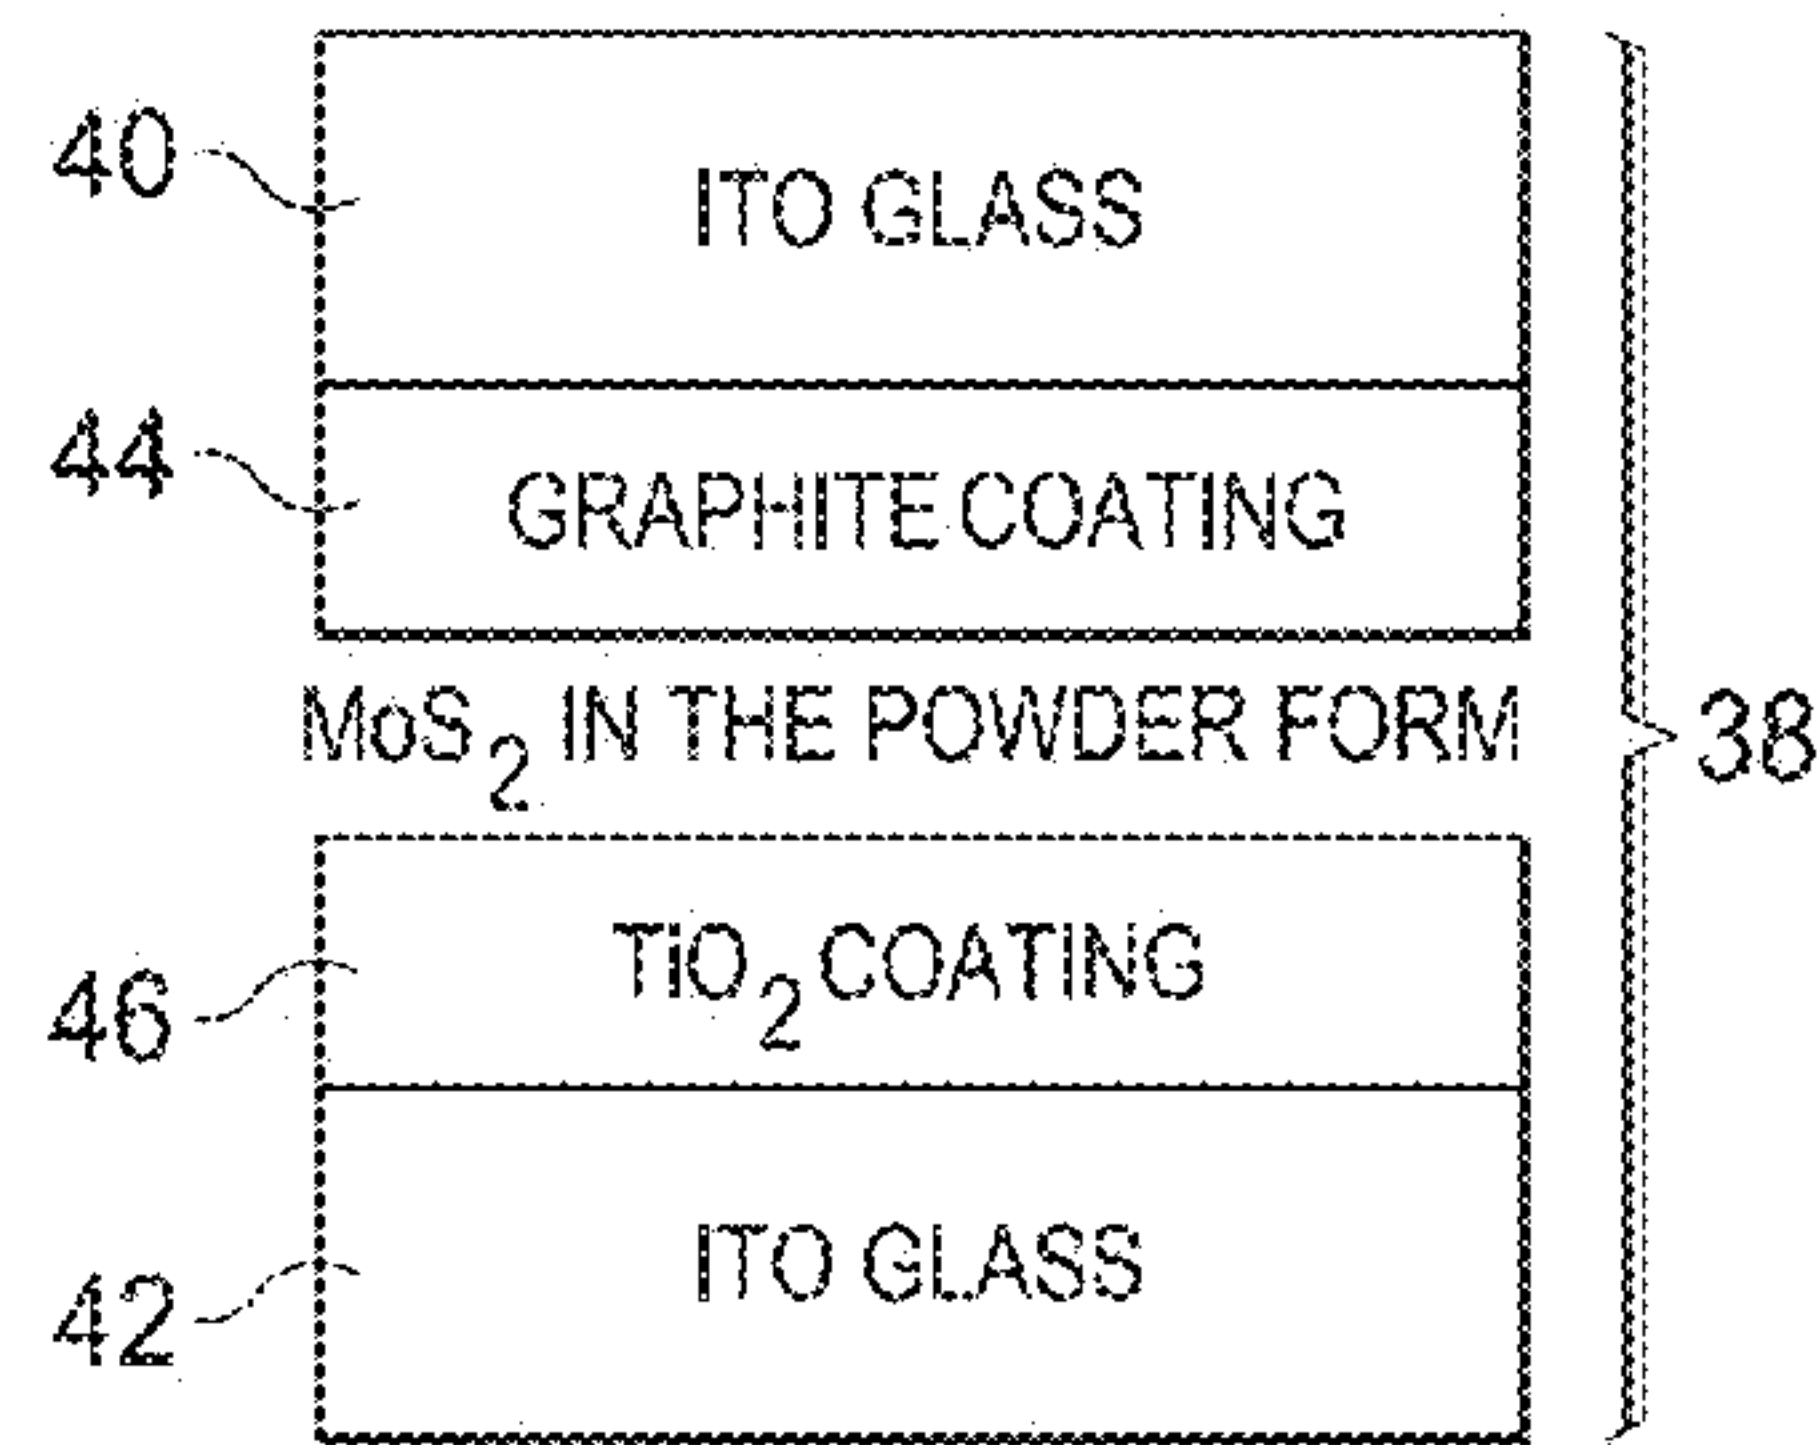 40 ITO GLASS
44 GRAPHITE COATING
MoS₂ IN THE POWDER FORM
38
TiO₂ COATING
46
42 ITO GLASS